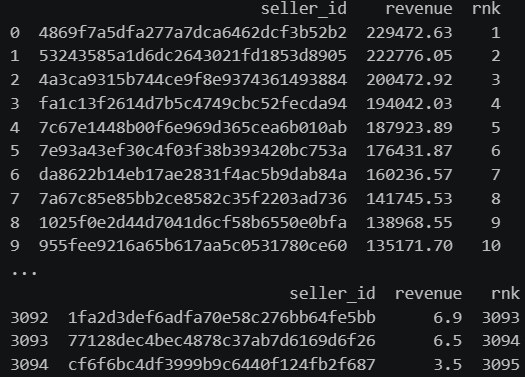 seller_id revenue rnk
0 4869f7a5dfa277a7dca6462dcf3b52b2 229472.63 1
1 53243585a1d6dc2643021fd1853d8905 222776.05 2
2 4a3ca9315b744ce9f8e9374361493884 200472.92 3
3 fa1c13f2614d7b5c4749cbc52fecda94 194042.03 4
4 7c67e1448b00f6e969d365cea6b010ab 187923.89 5
5 7e93a43ef30c4f03f38b393420bc753a 176431.87 6
6 da8622b14eb17ae2831f4ac5b9dab84a 160236.57 7
7 7a67c85e85bb2ce8582c35f2203ad736 141745.53 8
8 1025f0e2d44d7041d6cf58b6550e0bfa 138968.55 9
9 955fee9216a65b617aa5c0531780ce60 135171.70 10
...
seller_id revenue rnk
3092 1fa2d3def6adfa70e58c276bb64fe5bb 6.9 3093
3093 77128dec4bec4878c37ab7d6169d6f26 6.5 3094
3094 cf6f6bc4df3999b9c6440f124fb2f687 3.5 3095